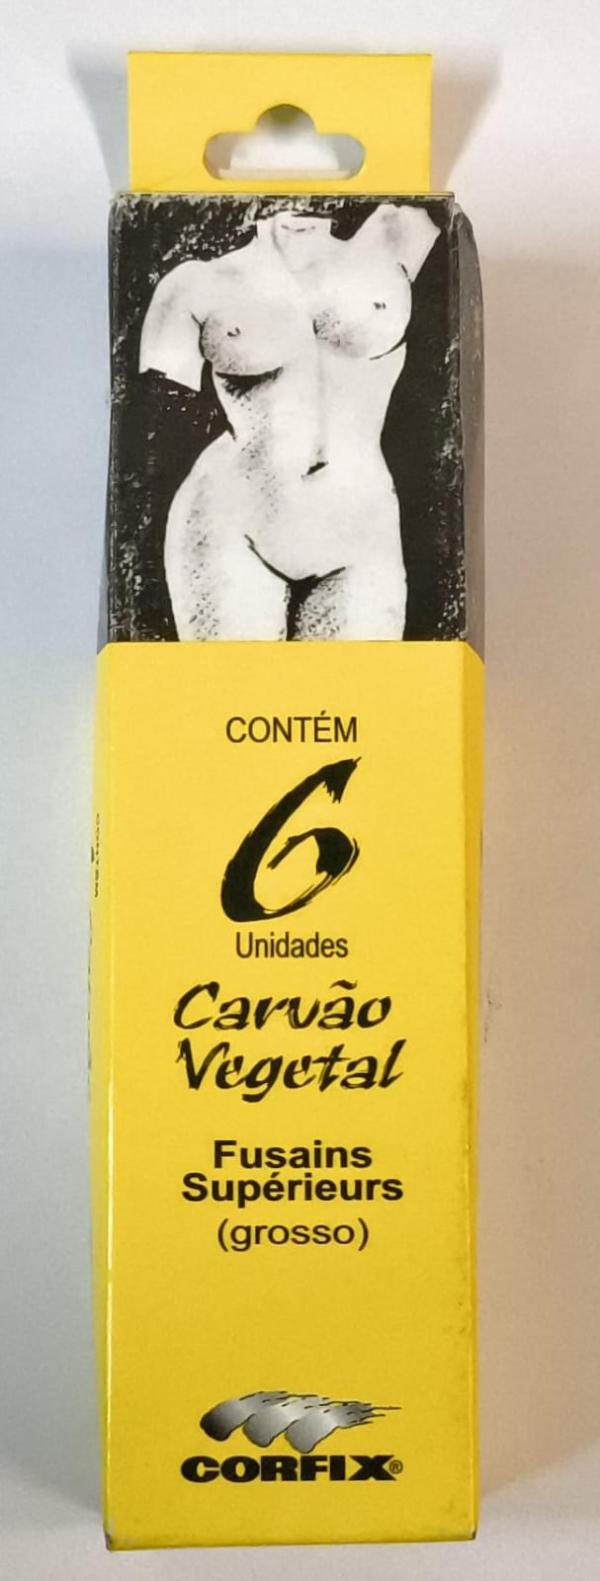 CONTÉM
6
Unidades
Carvão
Vegetal
Fusains
Supérieurs
(grosso)
CORFIX®